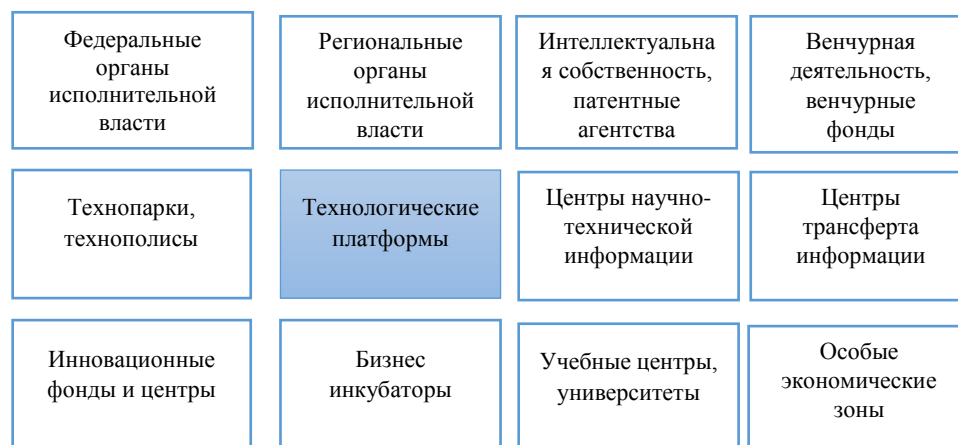 Федеральные
органы
исполнительной
власти
Региональные
органы
исполнительной
власти
Интеллектуальна
я собственность,
патентные
агентства
Венчурная
деятельность,
венчурные
фонды
Технопарки,
технополисы
Технологические
платформы
Центры научно-
технической
информации
Центры
трансферта
информации
Инновационные
фонды и центры
Бизнес
инкубаторы
Учебные центры,
университеты
Особые
экономические
зоны